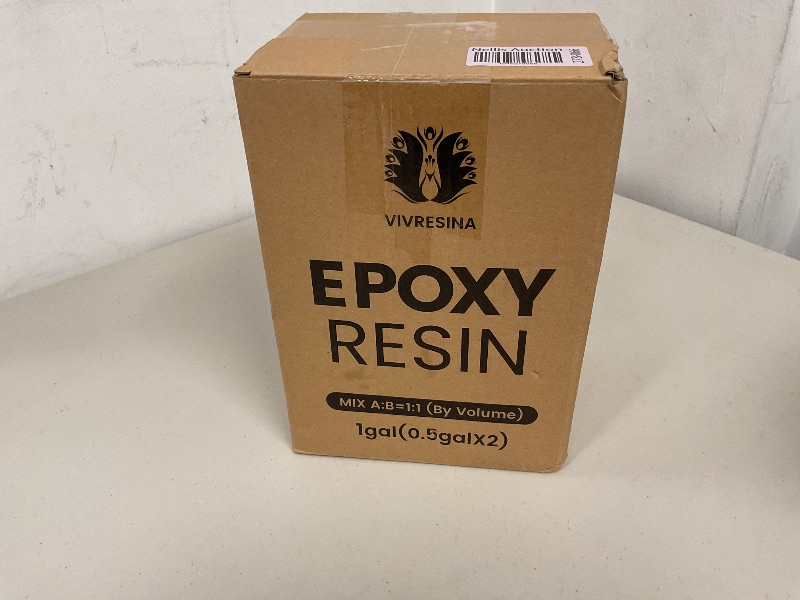 Nellis Auction
VIVRESINA
EPOXY
RESIN
MIX A:B=1:1 (By Volume)
1gal(0.5galX2)